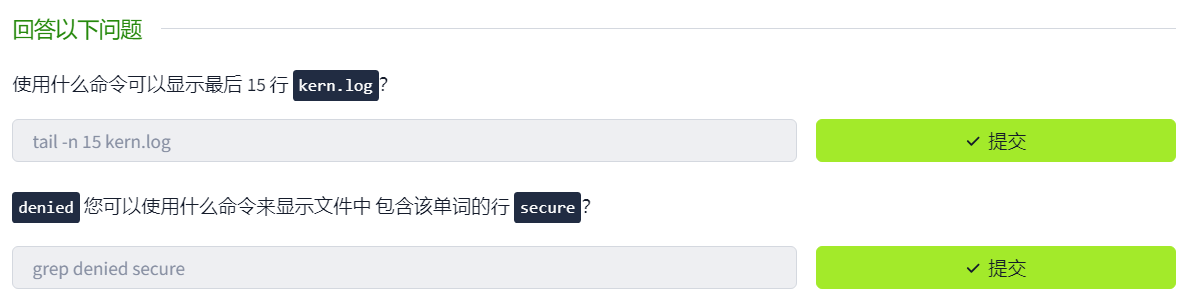 回答以下问题
使用什么命令可以显示最后 15 行 kern.log?
tail -n 15 kern.log
✓ 提交
denied 您可以使用什么命令来显示文件中 包含该单词的行 secure?
grep denied secure
✓ 提交